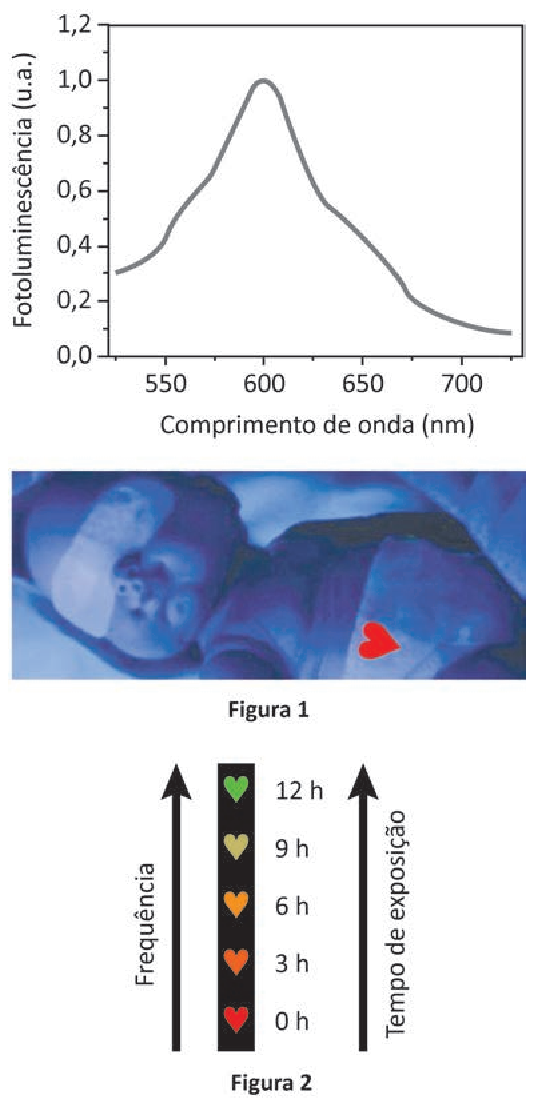 Fotoluminescência (u.a.)
1,2
1,0
0,8
0,6
0,4
0,2
0,0
550 600 650 700
Comprimento de onda (nm)
Figura 1
Frequência
12 h
9 h
6 h
3 h
0 h
Tempo de exposição
Figura 2